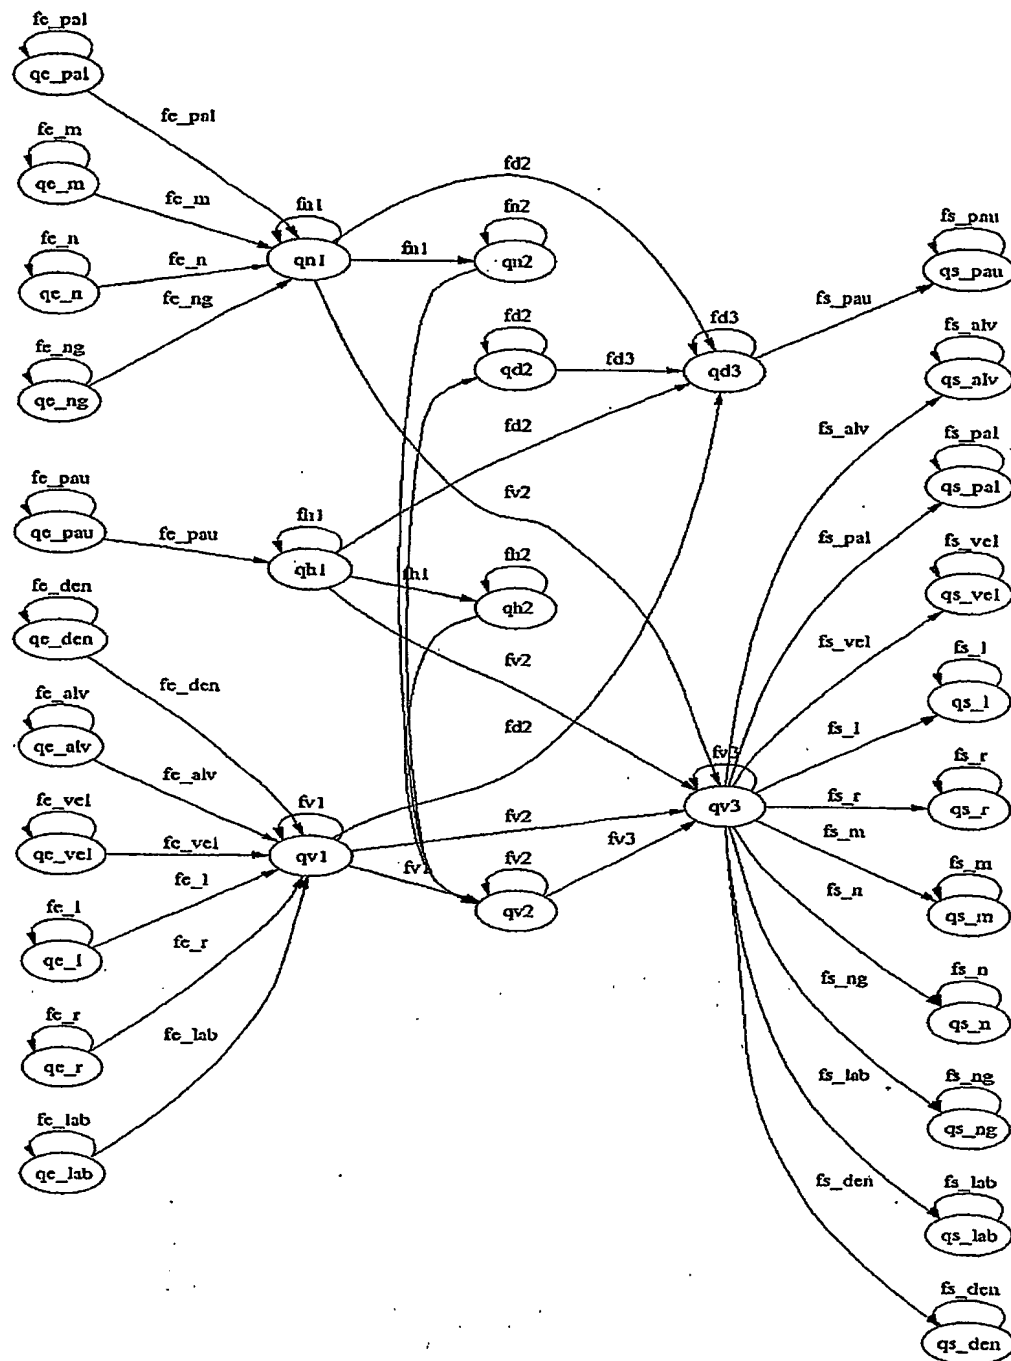 fe_pal
qe_pal
fe_pal
fe_m
qe_m
fe_m
fe_n
qe_n
fe_n
fe_ng
qe_ng
fe_ng
fn1
qn1
fn1
fd2
fn2
qn2
fd2
qd2
fd3
fd3
qd3
fs_pau
fs_pau
qs_pau
fe_pau
qe_pau
fe_pau
fh1
qh1
fh1
fd2
fv2
fh2
qh2
fv2
fe_den
qe_den
fe_den
fe_alv
qe_alv
fe_alv
fe_vel
qe_vel
fe_vel
fe_l
qe_l
fe_l
fe_r
qe_r
fe_r
fe_lab
qe_lab
fe_lab
fv1
qv1
fv1
fd2
fv2
fv2
qv2
fv3
fv3
qv3
fs_alv
fs_alv
qs_alv
fs_pal
fs_pal
qs_pal
fs_vel
fs_vel
qs_vel
fs_l
fs_l
qs_l
fs_r
fs_r
qs_r
fs_m
fs_m
qs_m
fs_n
fs_n
qs_n
fs_ng
fs_ng
qs_ng
fs_lab
fs_lab
qs_lab
fs_den
fs_den
qs_den